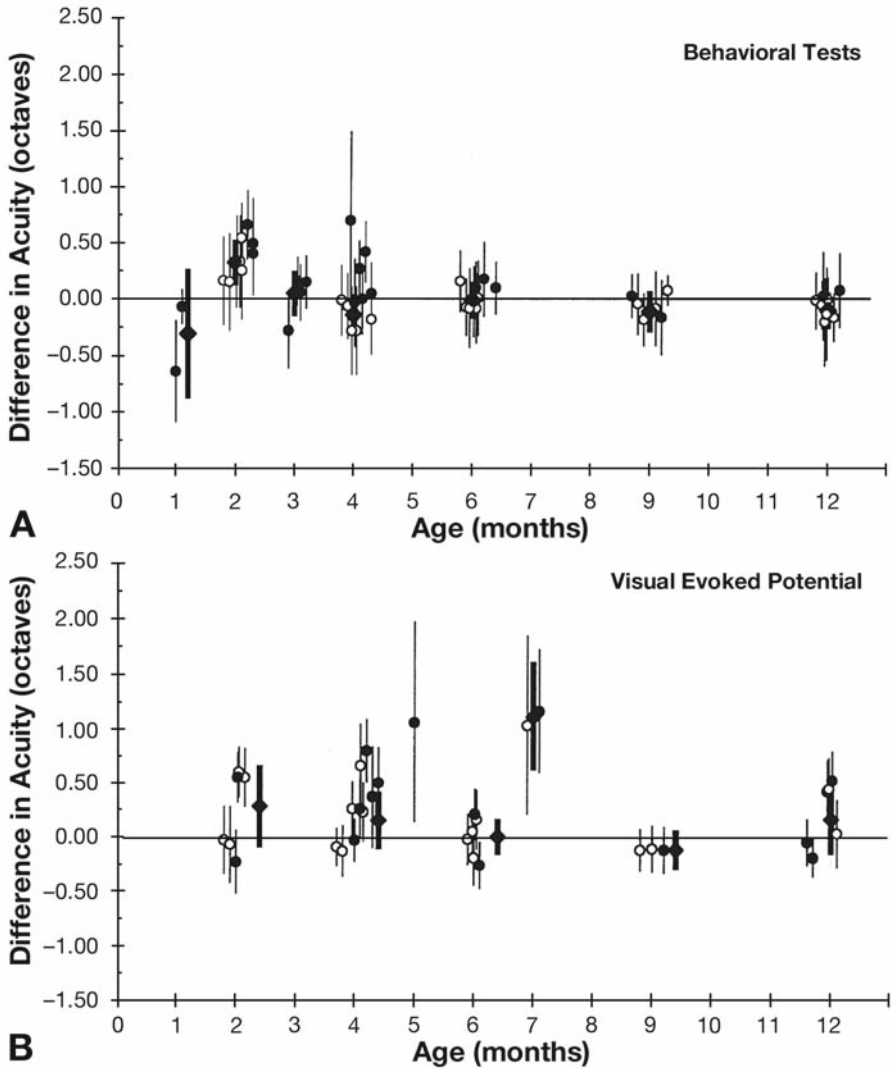 Behavioral Tests
Difference in Acuity (octaves)
2.50
2.00
1.50
1.00
0.50
0.00
−0.50
−1.00
−1.50
0 1 2 3 4 5 6 7 8 9 10 11 12
Age (months)
A
Visual Evoked Potential
Difference in Acuity (octaves)
2.50
2.00
1.50
1.00
0.50
0.00
−0.50
−1.00
−1.50
0 1 2 3 4 5 6 7 8 9 10 11 12
Age (months)
B